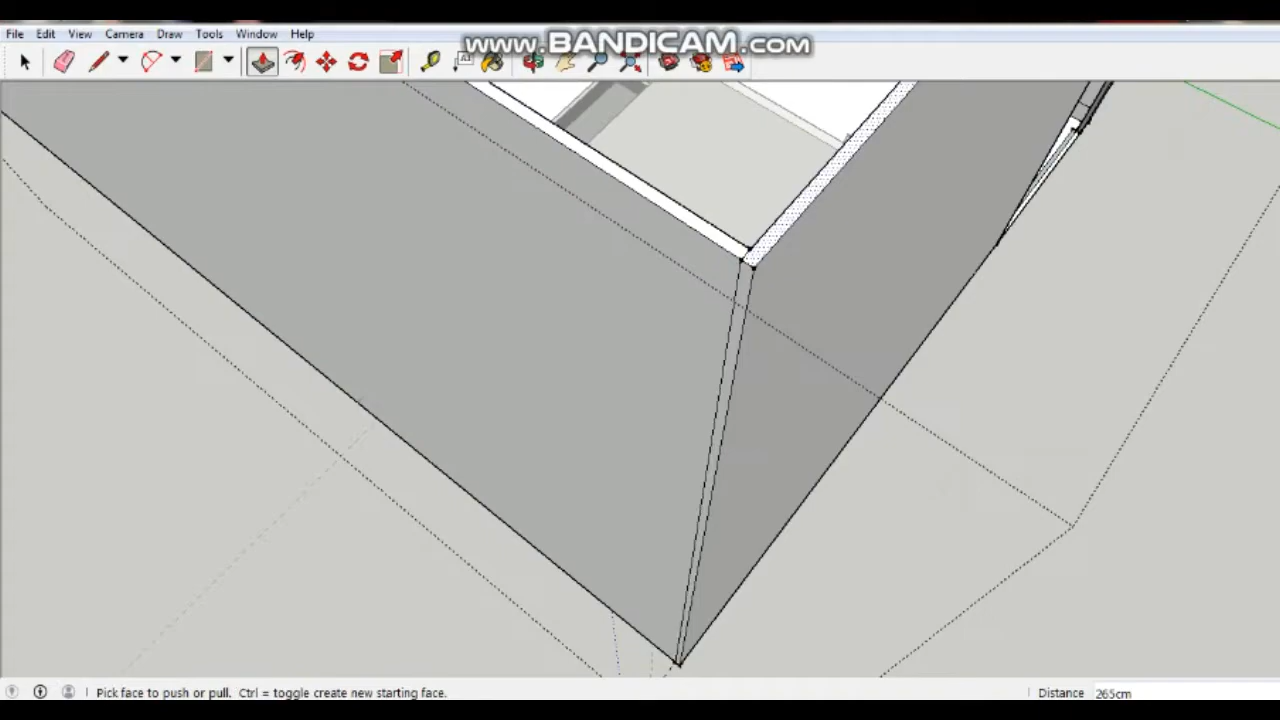 File Edit View Camera Draw Tools Window Help
www.BANDICAM.com
Pick face to push or pull. Ctrl = toggle create new starting face.
Distance 265cm